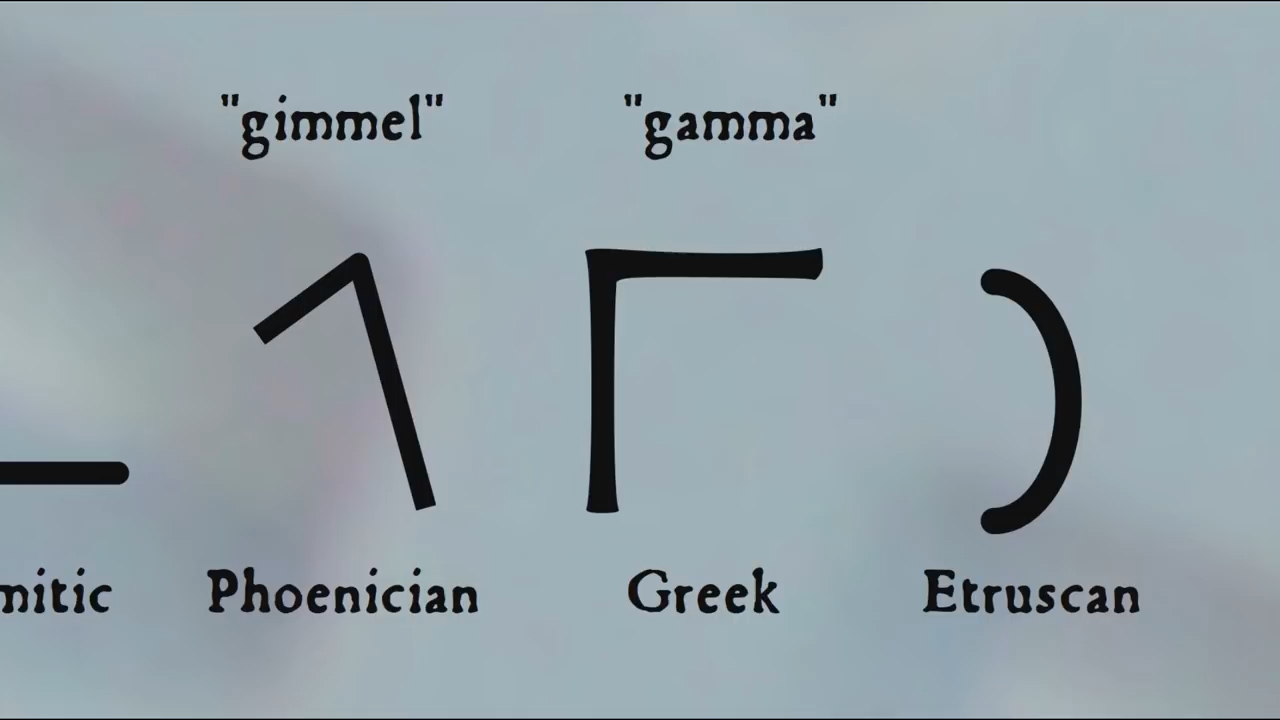 "gimmel" "gamma"
𐤂 Γ )
mitic Phoenician Greek Etruscan